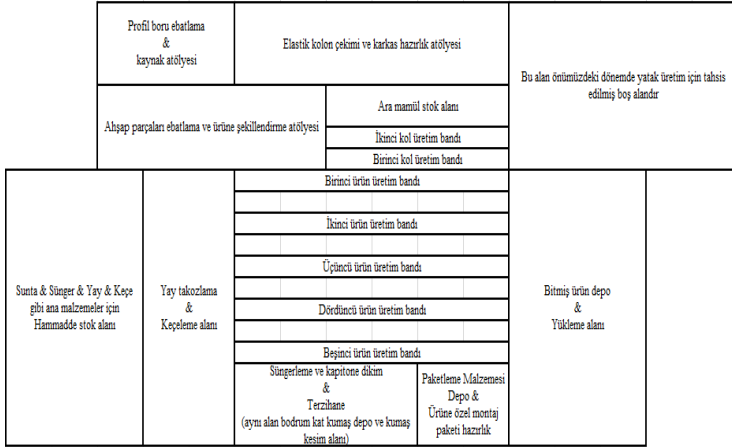 Profil boru ebatlama
&
kaynak atölyesi
Elastik kolon çekimi ve karkas hazırlık atölyesi
Bu alan önümüzdeki dönemde yatak üretim için tahsis
edilmiş boş alandır
Ahşap parçaları ebatlama ve ürüne şekillendirme atölyesi
Ara mamül stok alanı
İkinci kol üretim bandı
Birinci kol üretim bandı
Sunta & Sünger & Yay & Keçe
gibi ana malzemeler için
Hammadde stok alanı
Yay takozlama
&
Keçeleme alanı
Birinci ürün üretim bandı
İkinci ürün üretim bandı
Üçüncü ürün üretim bandı
Dördüncü ürün üretim bandı
Beşinci ürün üretim bandı
Bitmiş ürün depo
&
Yükleme alanı
Süngerleme ve kapitone dikim
&
Terzihane
(aynı alan bodrum kat kumaş depo ve kumaş
kesim alanı)
Paketleme Malzemesi
Depo &
Ürüne özel montaj
paketi hazırlık